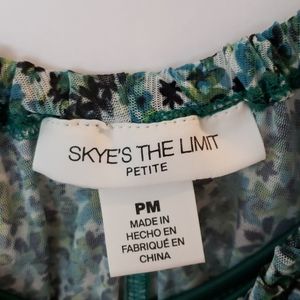 SKYE'S THE LIMIT
PETITE
PM
MADE IN
HECHO EN
FABRIQUÉ EN
CHINA